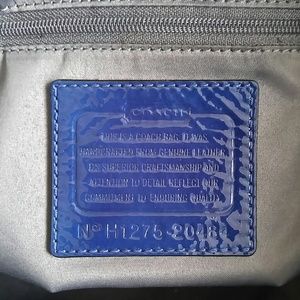 COACH
THIS IS A COACH BAG. IT WAS
HANDCRAFTED FROM GENUINE LEATHER.
ITS SUPERIOR CRAFTSMANSHIP AND
ATTENTION TO DETAIL REFLECT OUR
COMMITMENT TO ENDURING QUALITY.
Nº H1275-